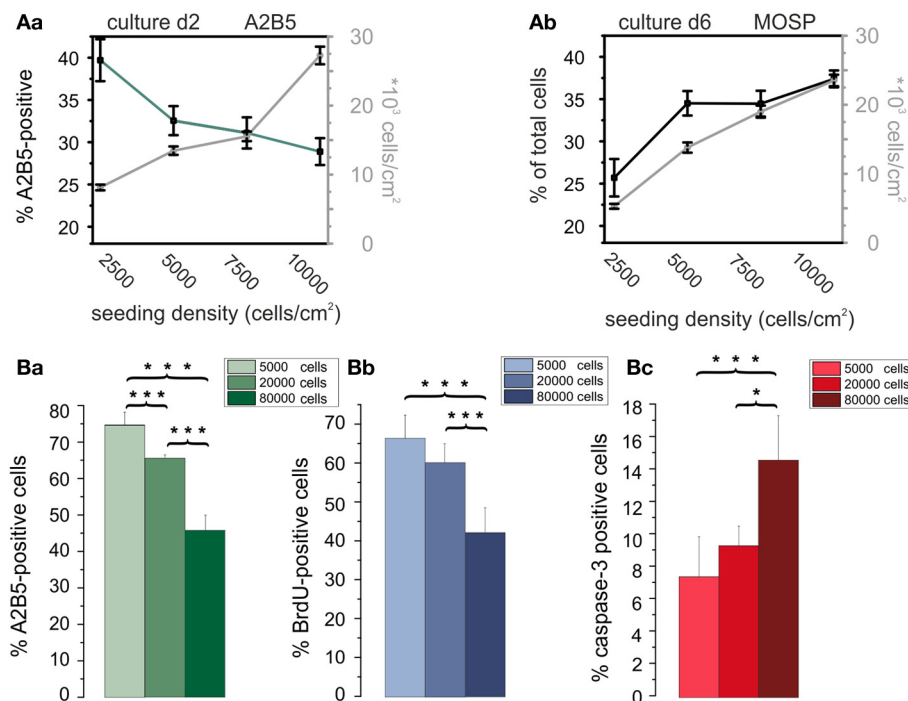 Aa culture d2 A2B5
% A2B5-positive
40
35
30
25
20
30
20
10
0
*10³ cells/cm²
2500 5000 7500 10000
seeding density (cells/cm²)
Ab culture d6 MOSP
% of total cells
40
35
30
25
20
30
20
10
0
*10³ cells/cm²
2500 5000 7500 10000
seeding density (cells/cm²)
Ba
5000 cells
20000 cells
80000 cells
* * *
* * *
* * *
% A2B5-positive cells
80
75
70
60
50
40
30
20
10
0
Bb
5000 cells
20000 cells
80000 cells
* * *
* * *
% BrdU-positive cells
80
70
60
50
40
30
20
10
0
Bc
5000 cells
20000 cells
80000 cells
* * *
*
% caspase-3 positive cells
18
16
14
12
10
8
6
4
2
0